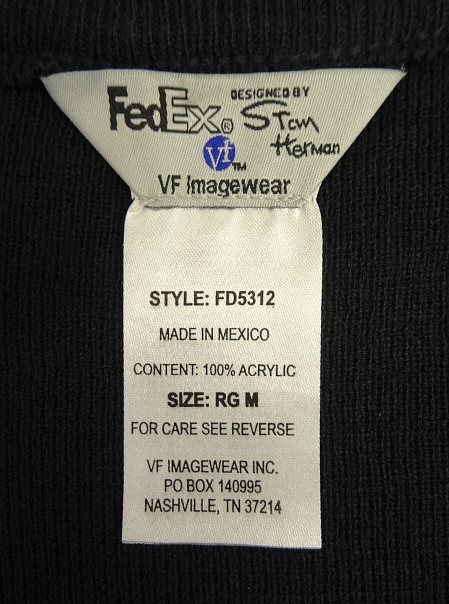 FedEx® DESIGNED BY
Stan
Herman
Vf™
VF Imagewear
STYLE: FD5312
MADE IN MEXICO
CONTENT: 100% ACRYLIC
SIZE: RG M
FOR CARE SEE REVERSE
VF IMAGEWEAR INC.
PO BOX 140995
NASHVILLE, TN 37214